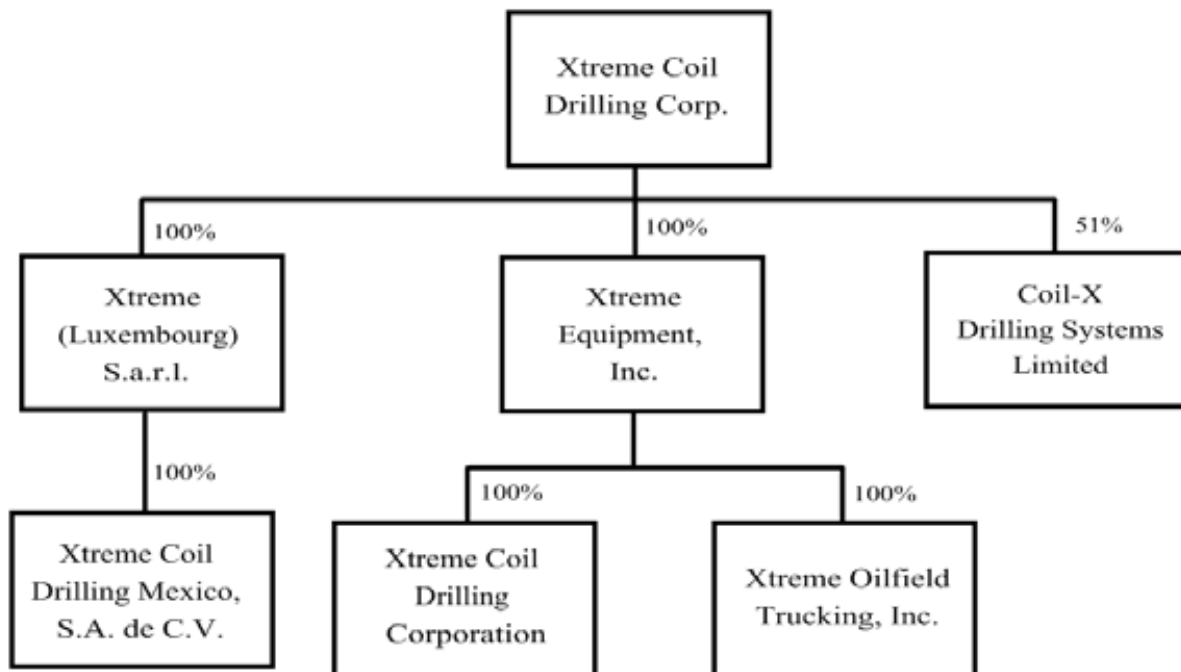 Xtreme Coil
Drilling Corp.
100%
100%
51%
Xtreme
(Luxembourg)
S.a.r.l.
Xtreme
Equipment,
Inc.
Coil-X
Drilling Systems
Limited
100%
100%
100%
Xtreme Coil
Drilling Mexico,
S.A. de C.V.
Xtreme Coil
Drilling
Corporation
Xtreme Oilfield
Trucking, Inc.